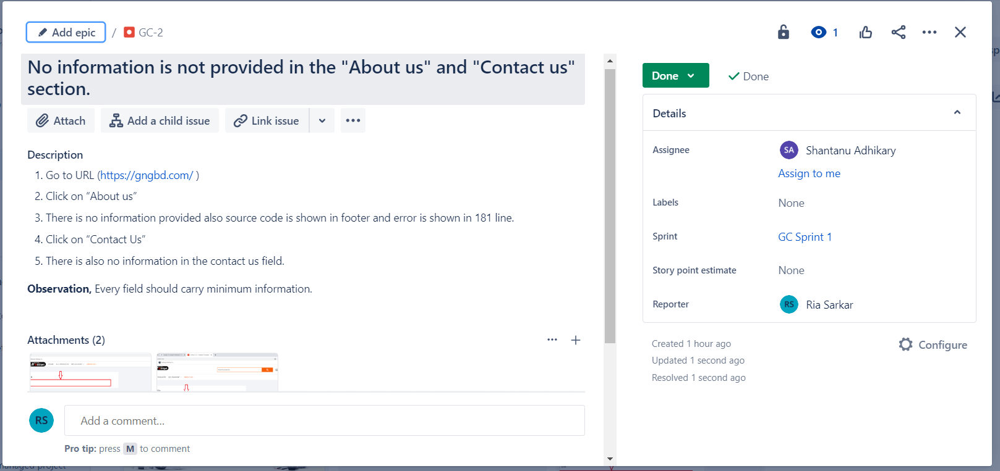 Add epic / GC-2
1
No information is not provided in the "About us" and "Contact us"
section.
Attach
Add a child issue
Link issue
Description
1. Go to URL (https://gngbd.com/ )
2. Click on “About us”
3. There is no information provided also source code is shown in footer and error is shown in 181 line.
4. Click on “Contact Us”
5. There is also no information in the contact us field.
Observation, Every field should carry minimum information.
Attachments (2)
RS
Add a comment…
Pro tip: press M to comment
Done
Done
Details
Assignee
SA Shantanu Adhikary
Assign to me
Labels
None
Sprint
GC Sprint 1
Story point estimate
None
Reporter
RS Ria Sarkar
Created 1 hour ago
Updated 1 second ago
Resolved 1 second ago
Configure
managed project